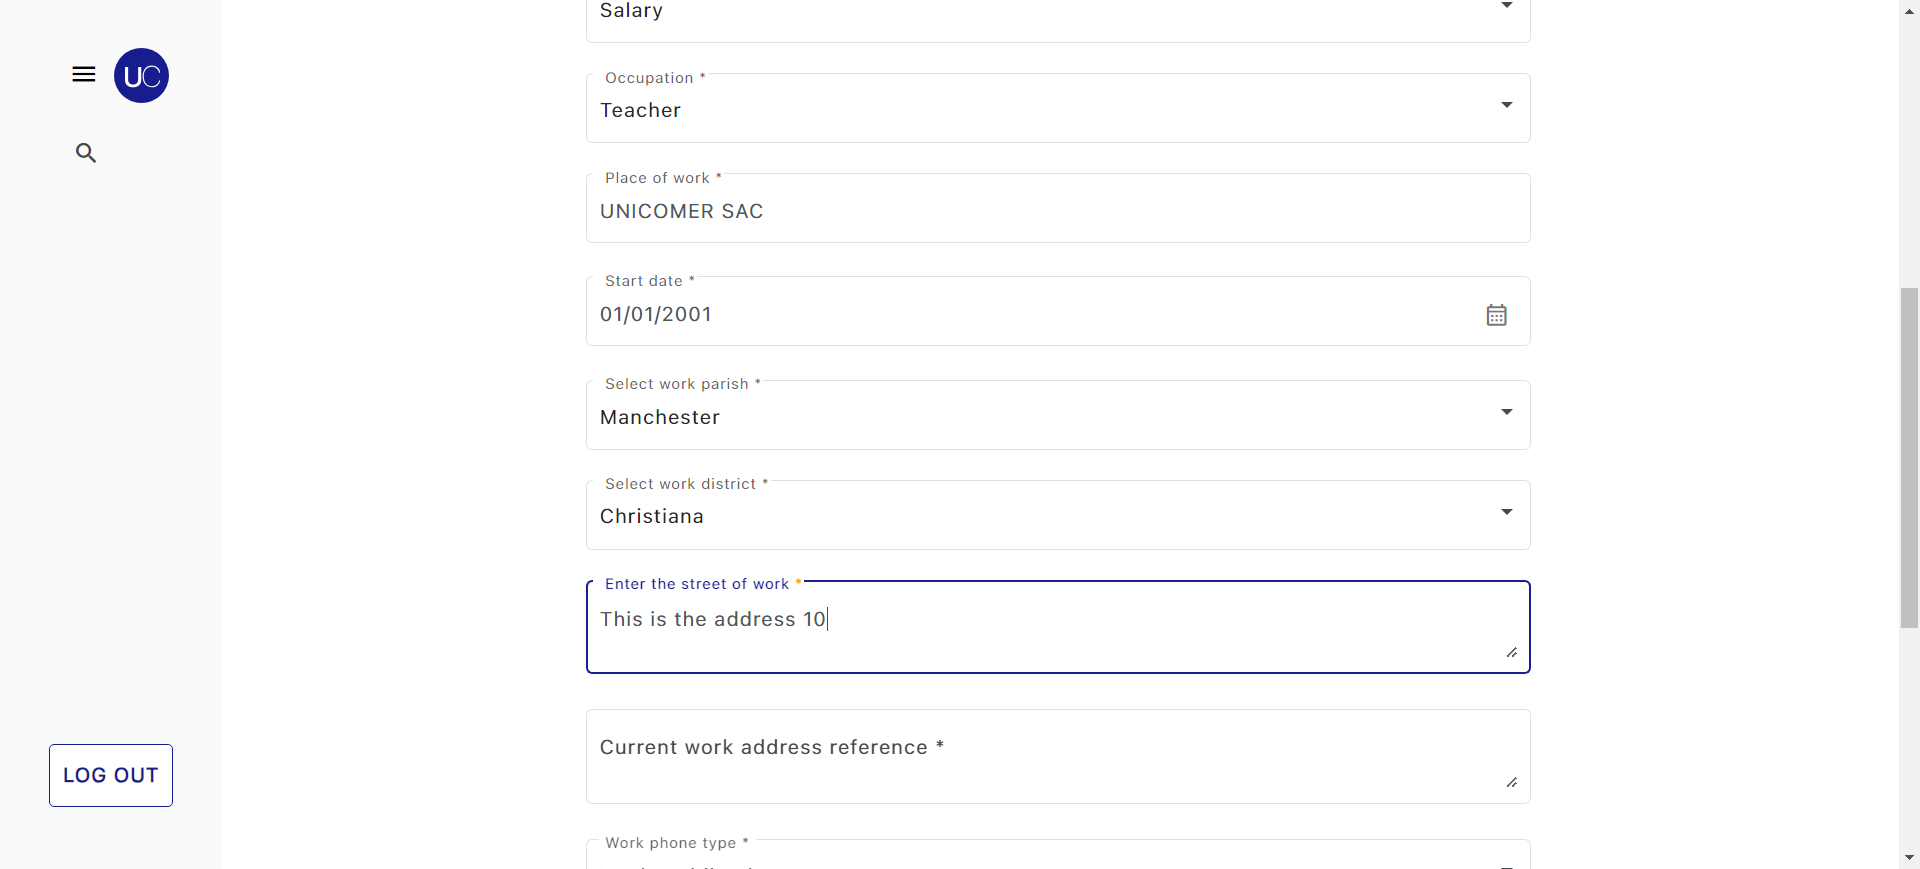 Salary
UC
Occupation *
Teacher
Place of work *
UNICOMER SAC
Start date *
01/01/2001
Select work parish *
Manchester
Select work district *
Christiana
Enter the street of work *
This is the address 10
Current work address reference *
LOG OUT
Work phone type *